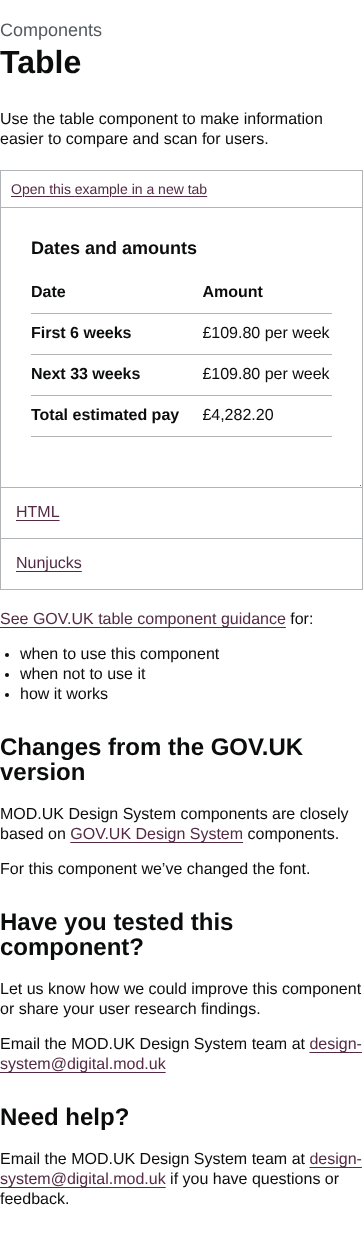 Components
Table
Use the table component to make information
easier to compare and scan for users.
Open this example in a new tab
Dates and amounts
Date Amount
First 6 weeks £109.80 per week
Next 33 weeks £109.80 per week
Total estimated pay £4,282.20
HTML
Nunjucks
See GOV.UK table component guidance for:
• when to use this component
• when not to use it
• how it works
Changes from the GOV.UK
version
MOD.UK Design System components are closely
based on GOV.UK Design System components.
For this component we’ve changed the font.
Have you tested this
component?
Let us know how we could improve this component
or share your user research findings.
Email the MOD.UK Design System team at design-
system@digital.mod.uk
Need help?
Email the MOD.UK Design System team at design-
system@digital.mod.uk if you have questions or
feedback.